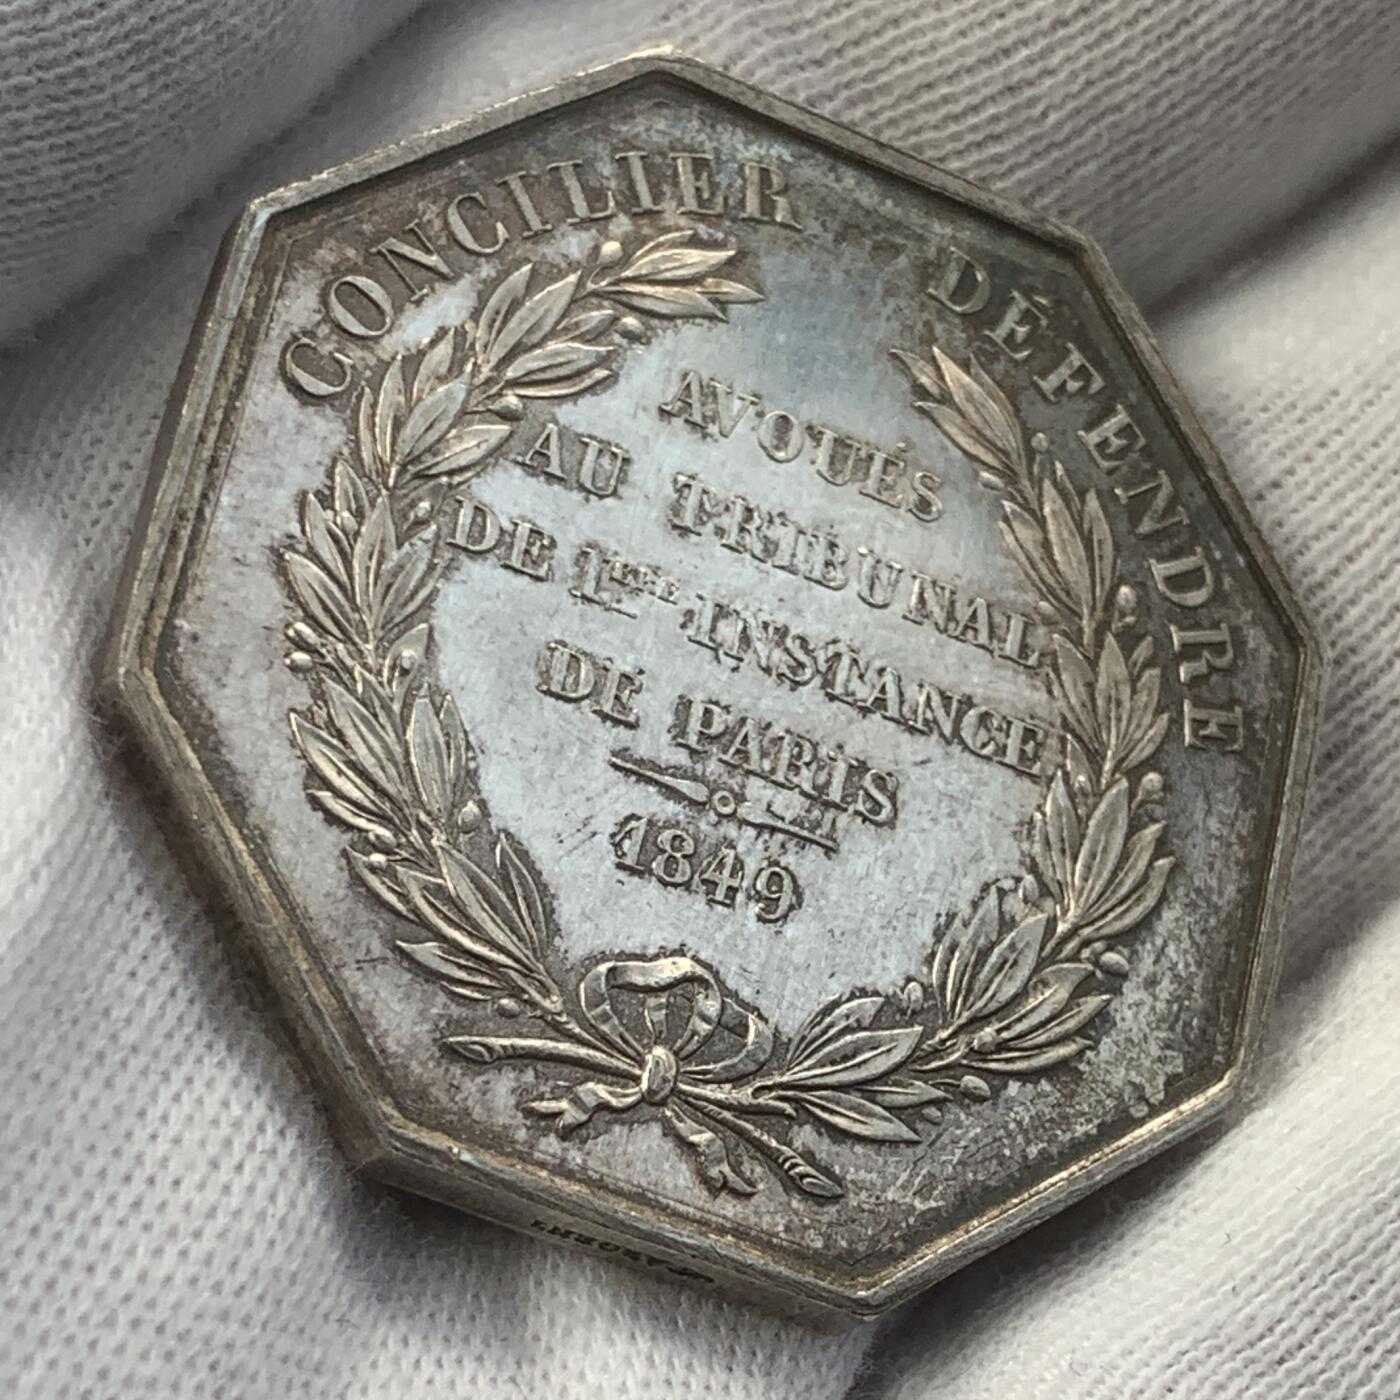 CONCILIER DÉFENDRE
AVOUÉS
AU TRIBUNAL
DE 1ÈRE INSTANCE
DE PARIS
1849